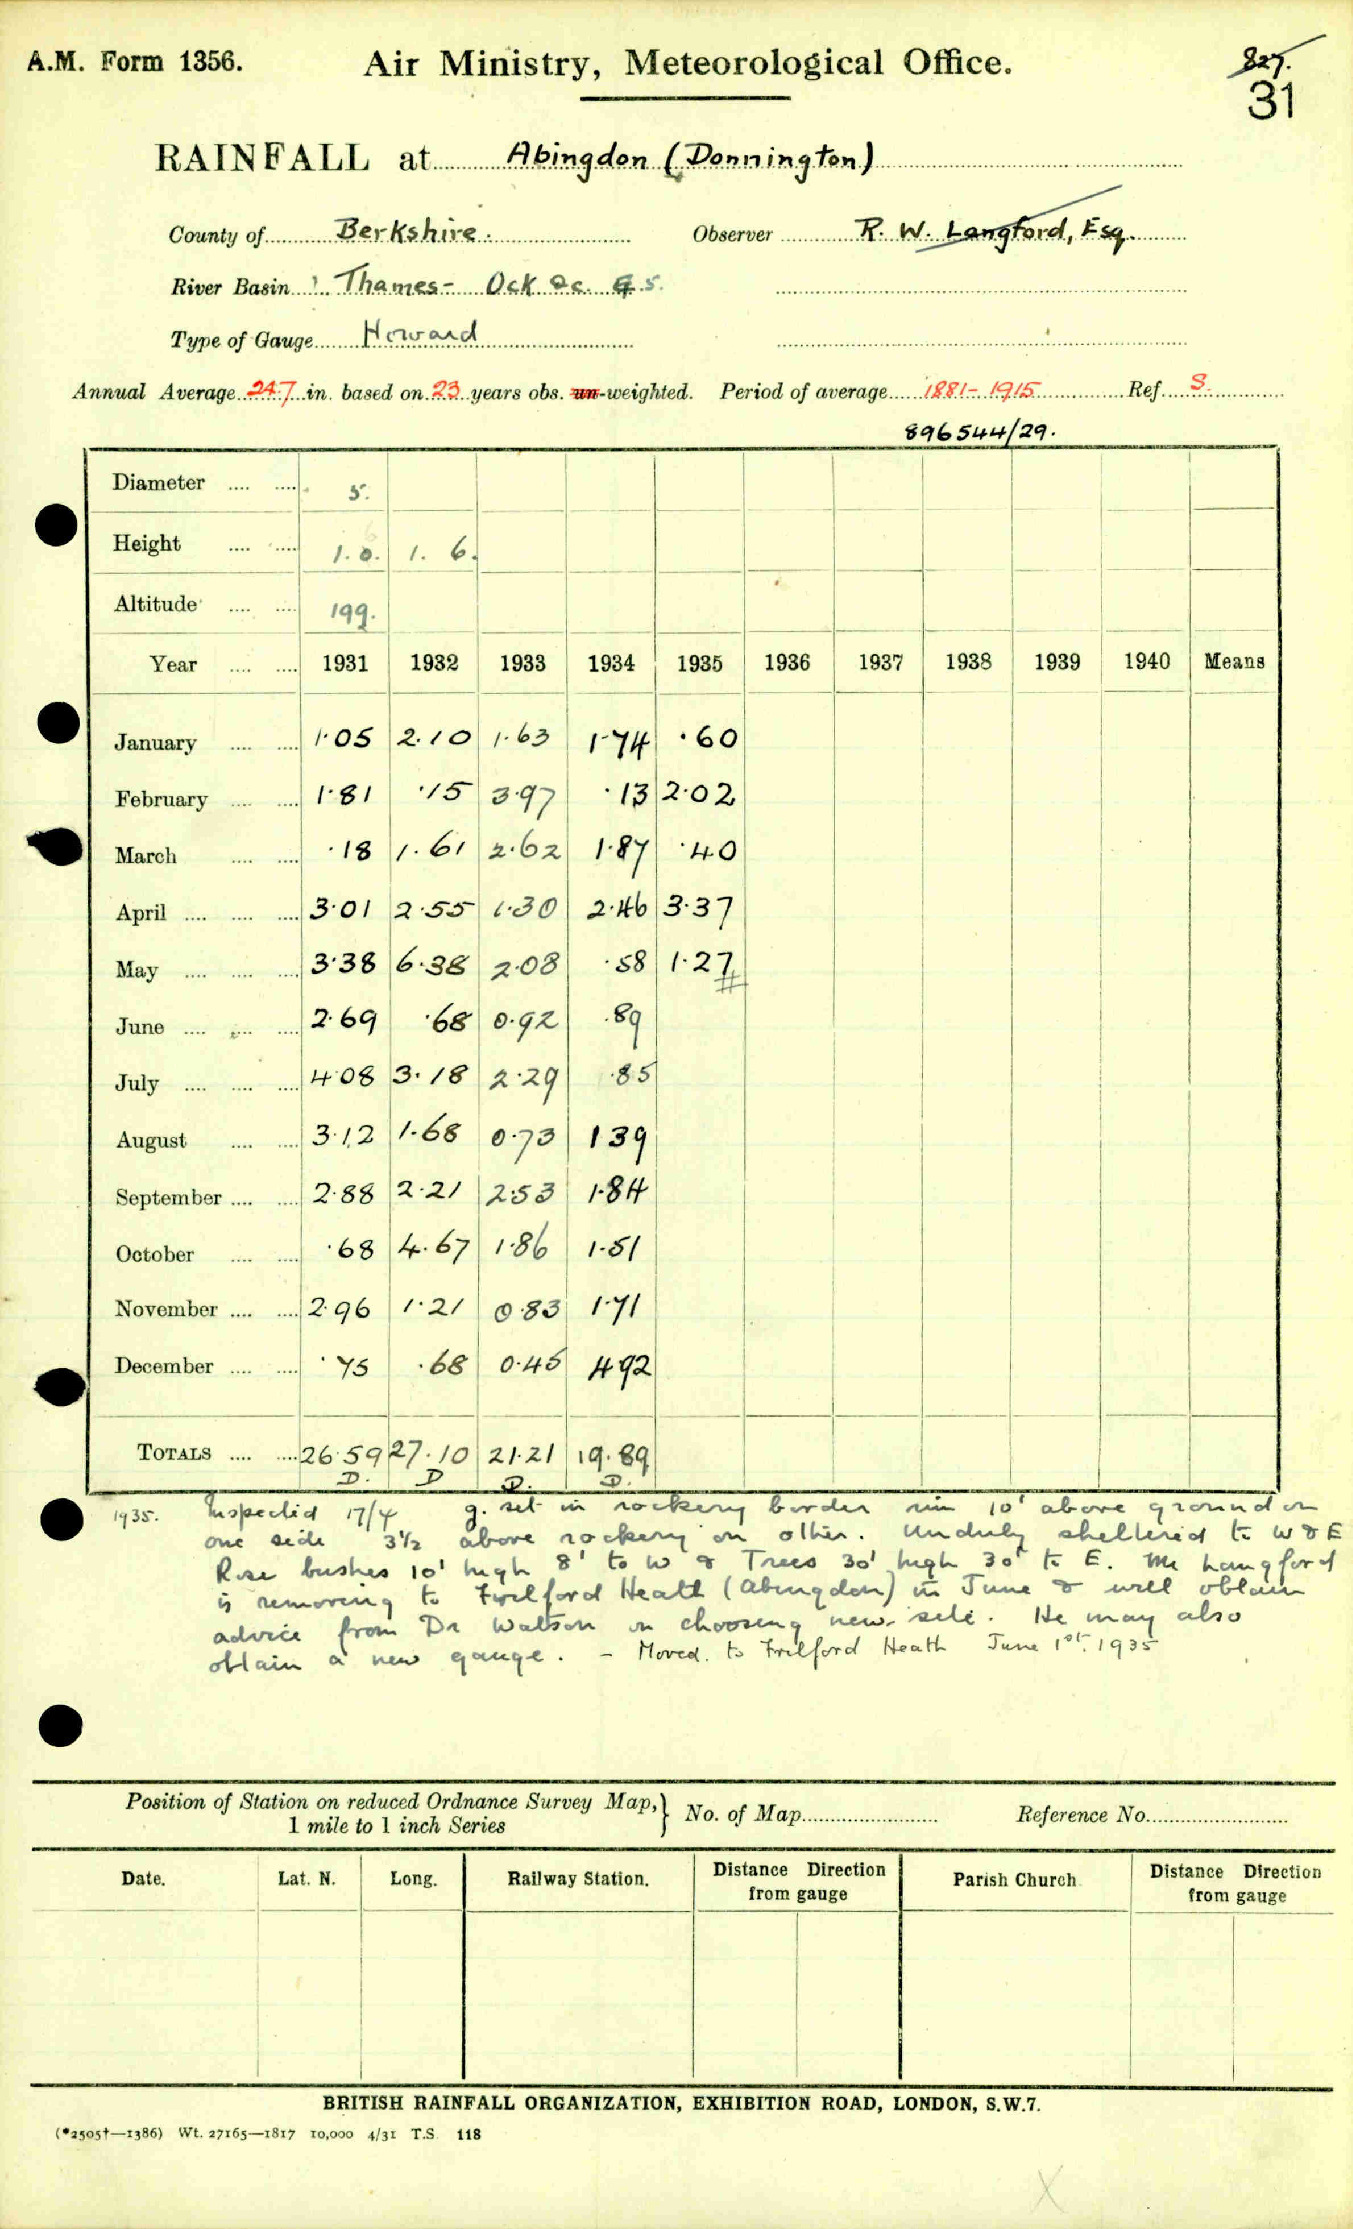 A.M. Form 1356.
Air Ministry, Meteorological Office.
827.
31
RAINFALL at Abingdon (Donnington)
County of Berkshire. Observer R. W. Langford, Esq.
River Basin Thames - Ock &c. 5.
Type of Gauge Howard
Annual Average 24.7 in. based on 23 years obs. un-weighted. Period of average 1881-1915 Ref. S.
896544/29.
Diameter .... .... 5.
Height .... .... 1. 0. 1. 6.
Altitude .... .... 199.
Year .... .... 1931 1932 1933 1934 1935 1936 1937 1938 1939 1940 Means
January .... .... 1.05 2.10 1.63 1.74 .60
February .... .... 1.81 .15 3.97 .13 2.02
March .... .... .18 1.61 2.62 1.87 .40
April .... .... .... 3.01 2.55 1.30 2.46 3.37
May .... .... .... 3.38 6.38 2.08 .58 1.27
June .... .... .... 2.69 .68 0.92 .89
July .... .... .... 4.08 3.18 2.29 .85
August .... .... 3.12 1.68 0.73 1 39
September .... .... 2.88 2.21 2.53 1.84
October .... .... .68 4.67 1.86 1.51
November .... .... 2.96 1.21 0.83 1.71
December .... .... .75 .68 0.45 4.92
TOTALS .... .... 26.59 27.10 21.21 19.89
D. D D. D.
1935. Inspected 17/4 g. set in rockery border rim 10' above ground on
one side 3½ above rockery on other. Unduly sheltered to W & E
Rose bushes 10' high 8' to W & Trees 30' high 30' to E. Mr Langford
is removing to Frilford Heath (Abingdon) in June & will obtain
advice from Dr Watson on choosing new site. He may also
obtain a new gauge. - Moved to Frilford Heath June 1st. 1935
Position of Station on reduced Ordnance Survey Map,
1 mile to 1 inch Series
No. of Map Reference No.
Date. Lat. N. Long. Railway Station. Distance Direction from gauge Parish Church Distance Direction from gauge
BRITISH RAINFALL ORGANIZATION, EXHIBITION ROAD, LONDON, S.W.7.
(*2505†—1386) Wt. 27165—1817 10,000 4/31 T.S. 118